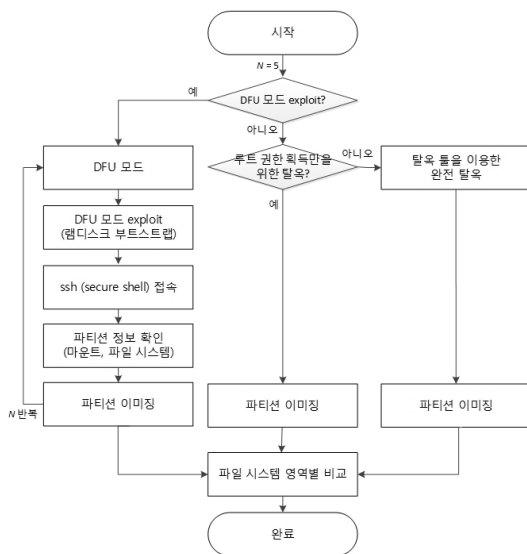 시작
N = 5
예
DFU 모드 exploit?
아니오
DFU 모드
루트 권한 획득만을
위한 탈옥?
아니오
탈옥 툴을 이용한
완전 탈옥
예
DFU 모드 exploit
(램디스크 부트스트랩)
ssh (secure shell) 접속
파티션 정보 확인
(마운트, 파일 시스템)
N 반복
파티션 이미징
파티션 이미징
파티션 이미징
파일 시스템 영역별 비교
완료